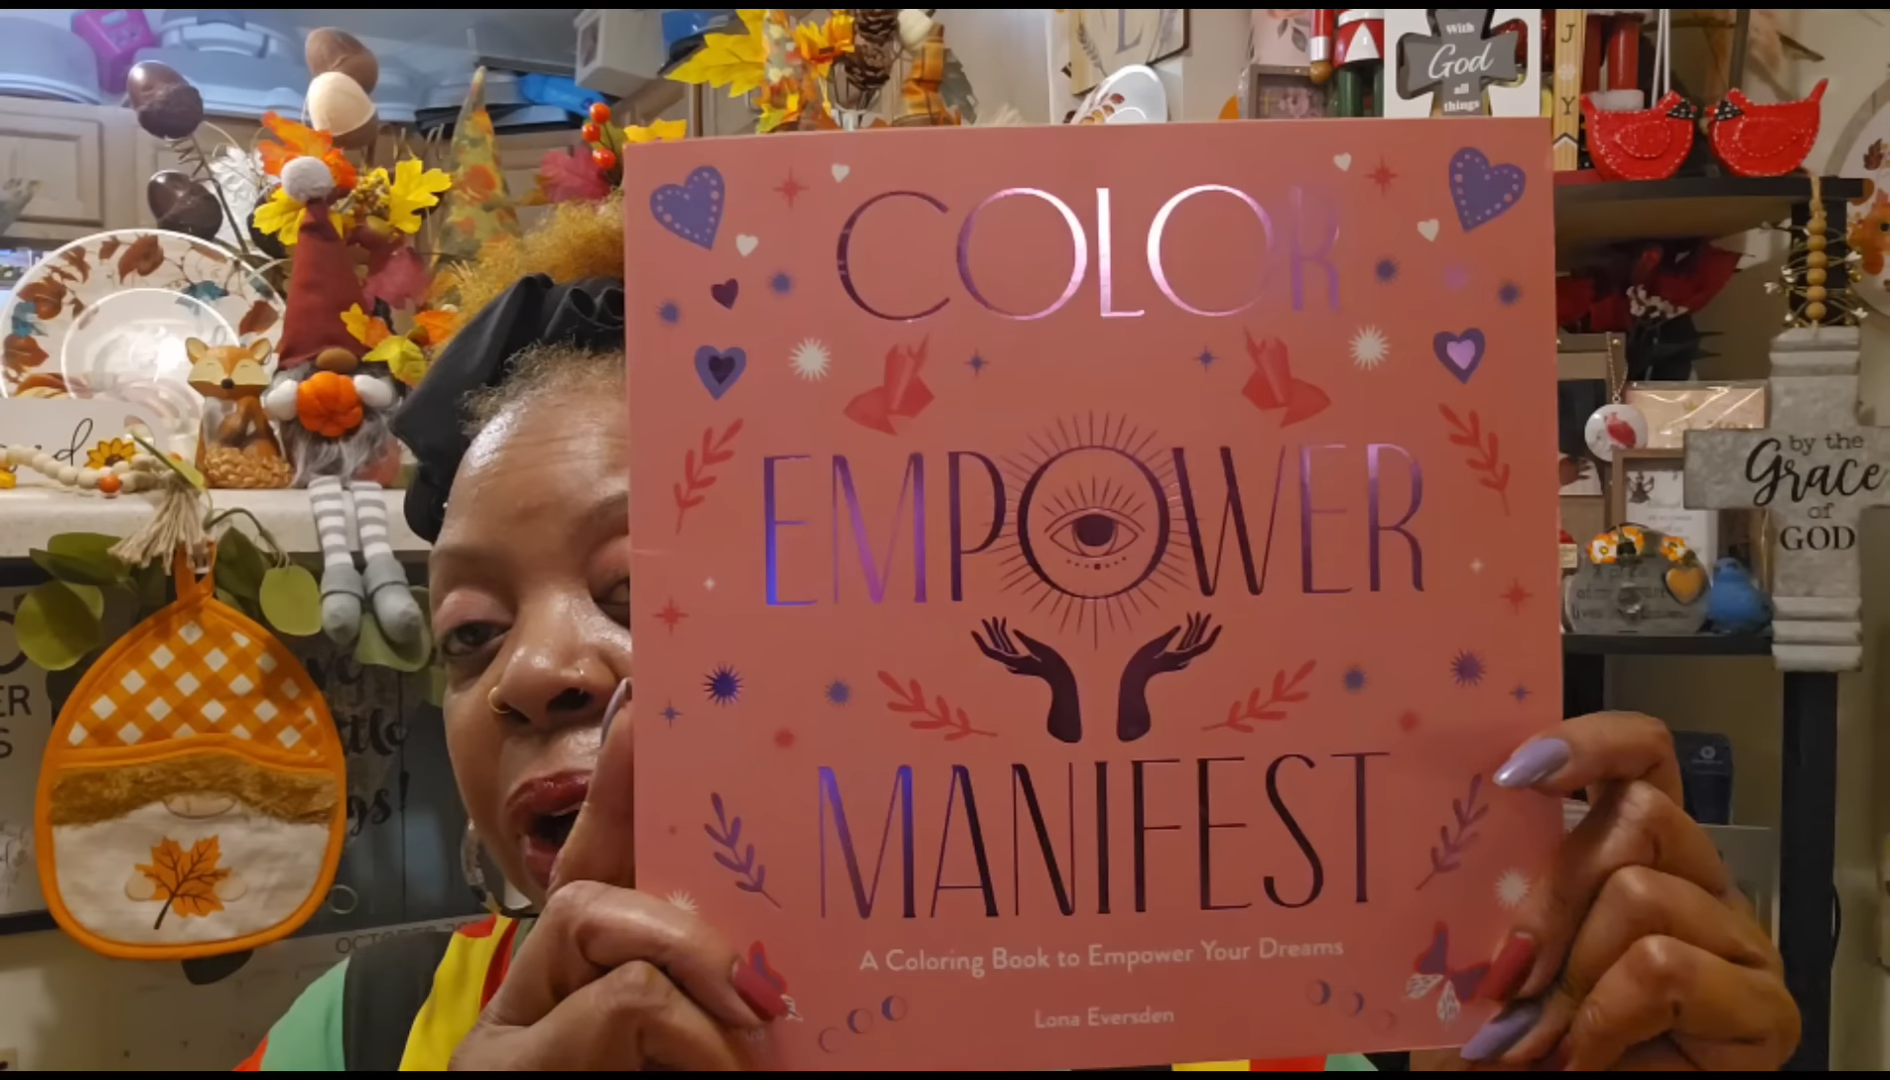 With
God
all
things
J
Y
L
COLOR
EMPOWER
MANIFEST
A Coloring Book to Empower Your Dreams
Lona Eversden
by the
Grace
of
GOD
OCTOBER